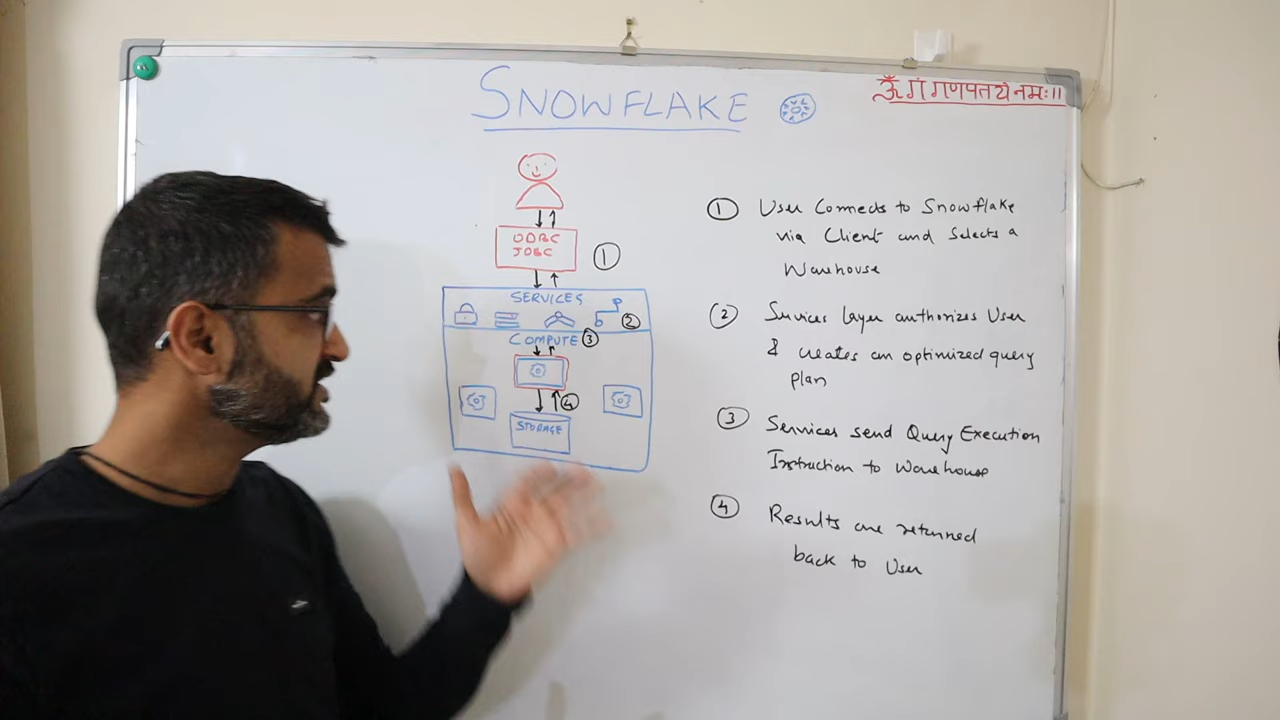 SNOWFLAKE
ॐ गं गणपतये नमः।।
ODBC
JDBC
1
SERVICES
2
COMPUTE 3
4
STORAGE
1 User Connects to Snowflake
via Client and Selects a
Warehouse
2 Services Layer authorizes User
& creates an optimized query
plan
3 Services send Query Execution
Instruction to Warehouse
4 Results are returned
back to User